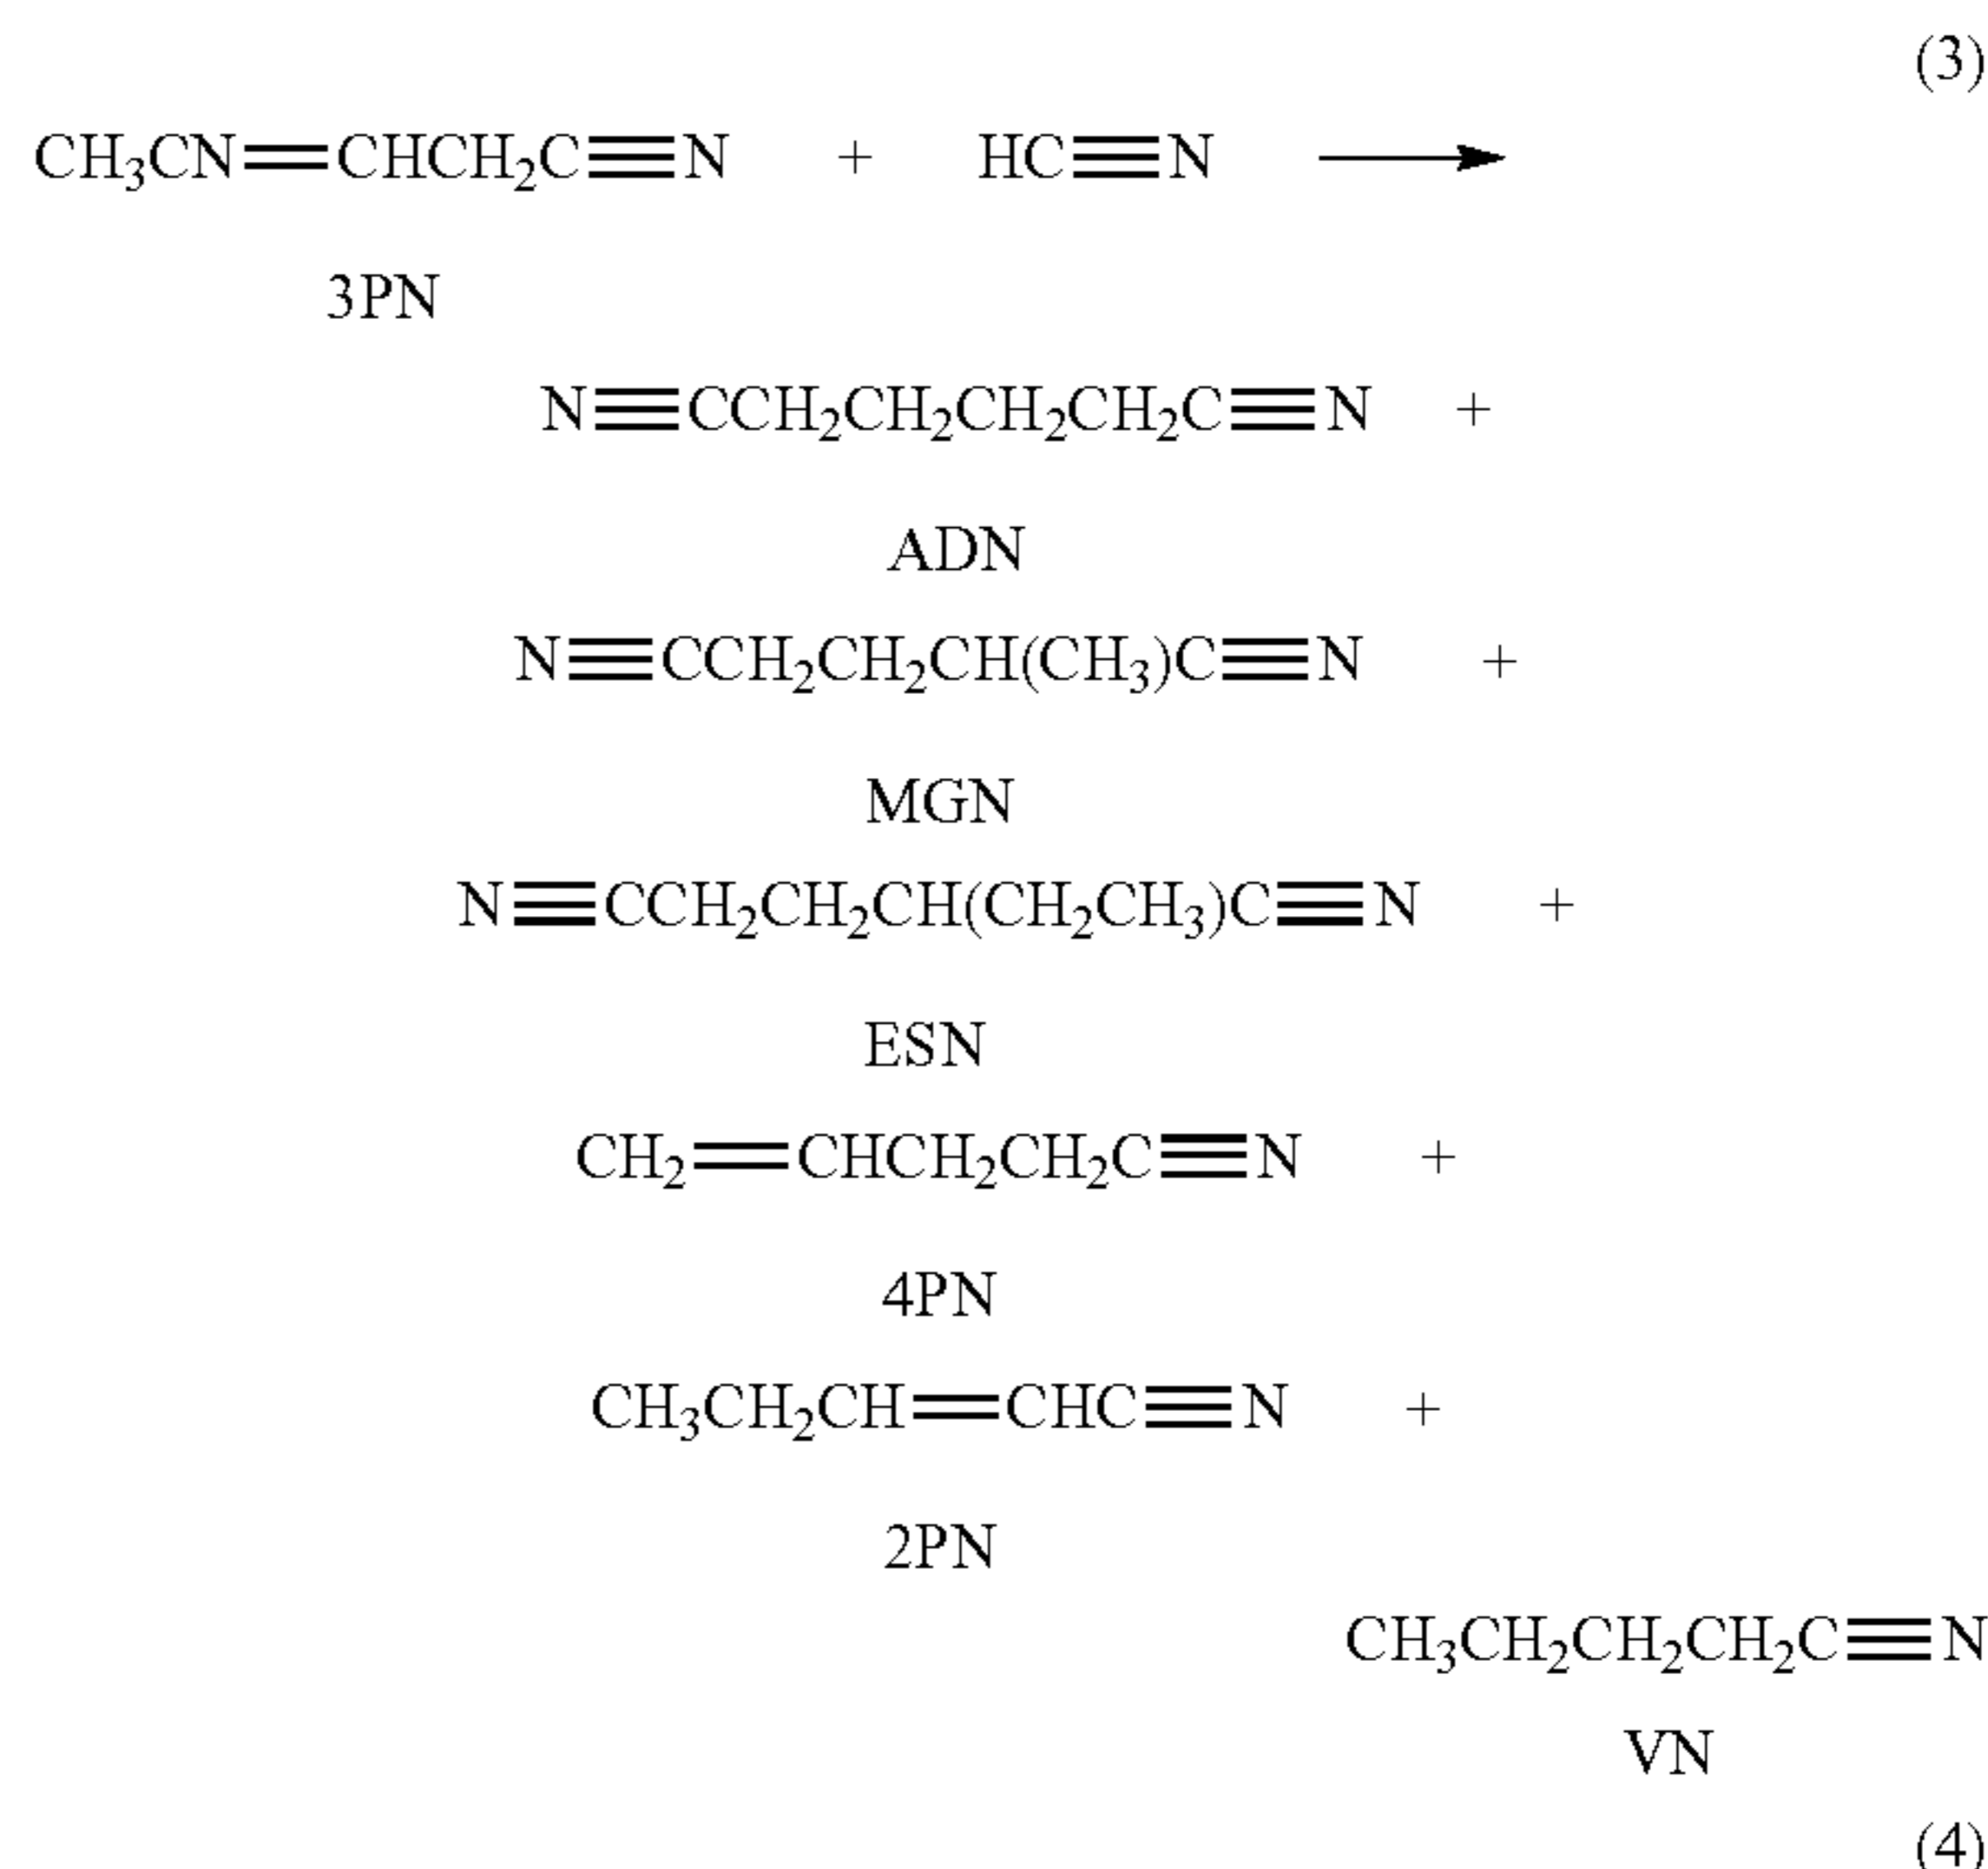 (3)
CH₃CN=CHCH₂C≡N + HC≡N ⟶
3PN
N≡CCH₂CH₂CH₂CH₂C≡N +
ADN
N≡CCH₂CH₂CH(CH₃)C≡N +
MGN
N≡CCH₂CH₂CH(CH₂CH₃)C≡N +
ESN
CH₂=CHCH₂CH₂C≡N +
4PN
CH₃CH₂CH=CHC≡N +
2PN
CH₃CH₂CH₂CH₂C≡N
VN
(4)